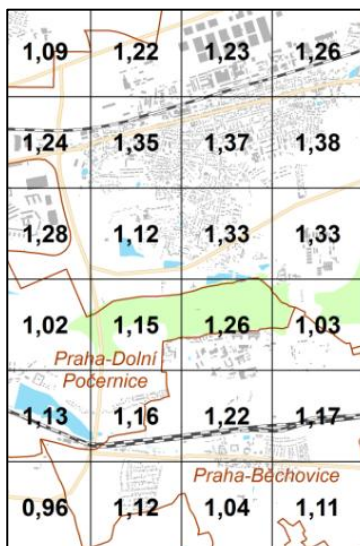 1,09 1,22 1,23 1,26
1,24 1,35 1,37 1,38
1,28 1,12 1,33 1,33
1,02 1,15 1,26 1,03
Praha-Dolní
Počernice
1,13 1,16 1,22 1,17
Praha-Běchovice
0,96 1,12 1,04 1,11